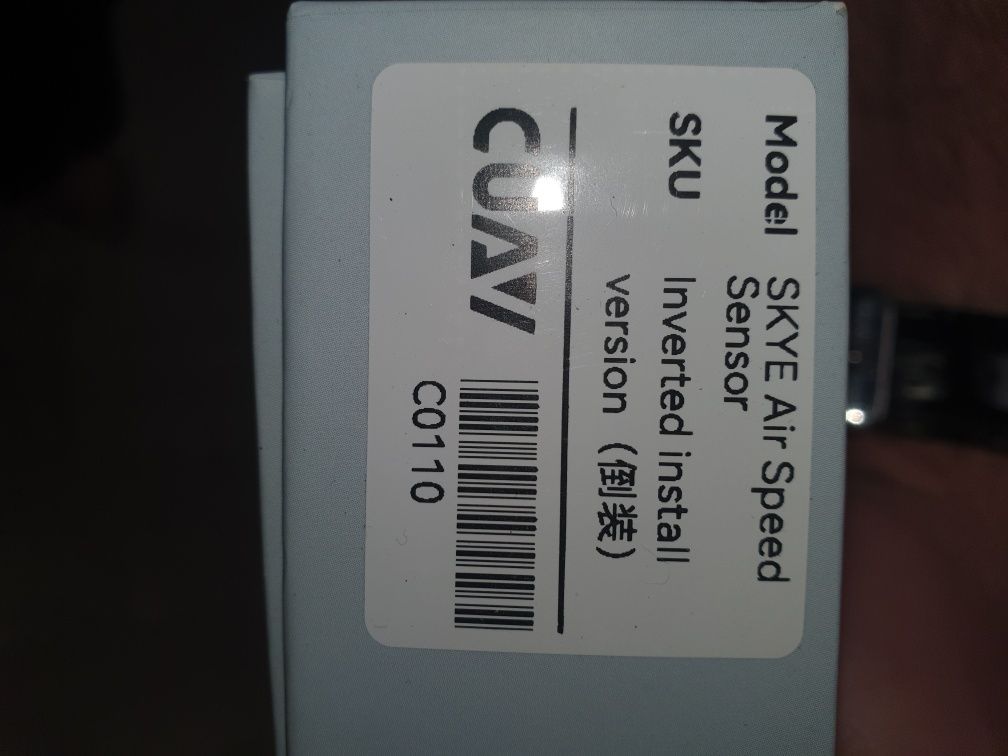 Model SKYE Air Speed
Sensor
SKU Inverted install
version（倒装）
CUAV
C0110